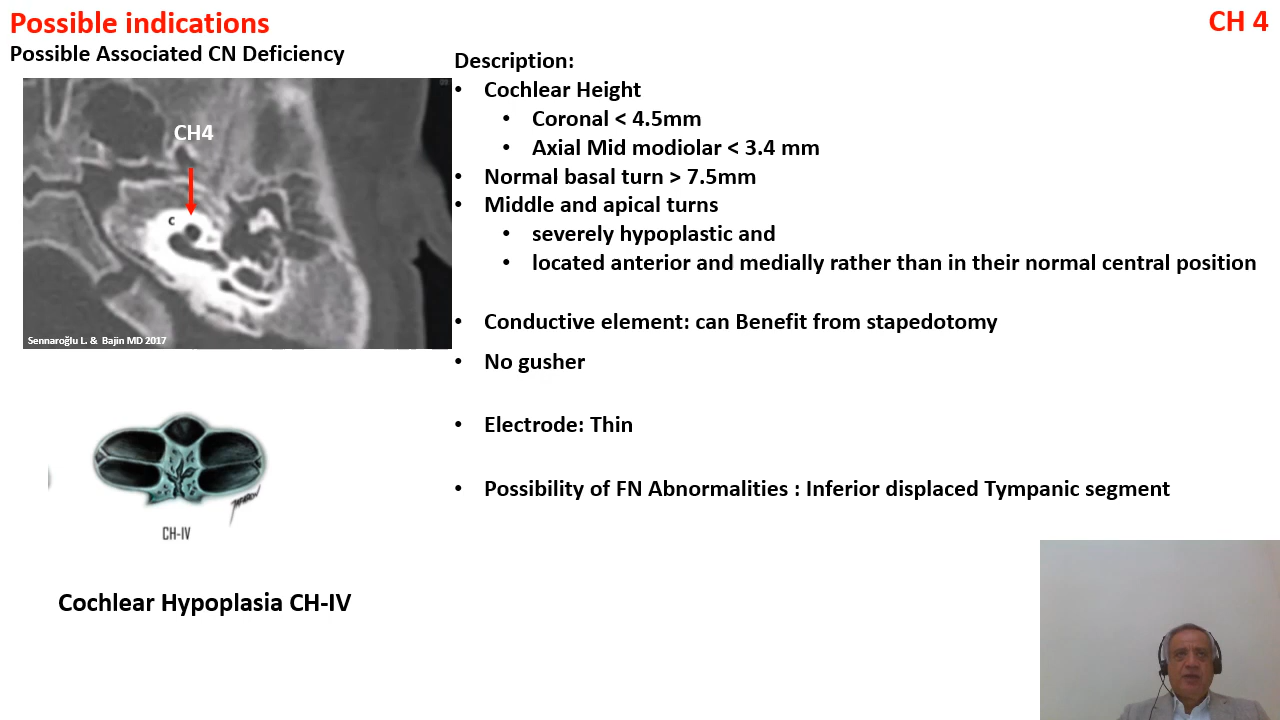 Possible indications
CH 4
Possible Associated CN Deficiency
CH4
c
Sennaroğlu L. & Bajin MD 2017
CH-IV
Cochlear Hypoplasia CH-IV
Description:
• Cochlear Height
• Coronal < 4.5mm
• Axial Mid modiolar < 3.4 mm
• Normal basal turn > 7.5mm
• Middle and apical turns
• severely hypoplastic and
• located anterior and medially rather than in their normal central position
• Conductive element: can Benefit from stapedotomy
• No gusher
• Electrode: Thin
• Possibility of FN Abnormalities : Inferior displaced Tympanic segment